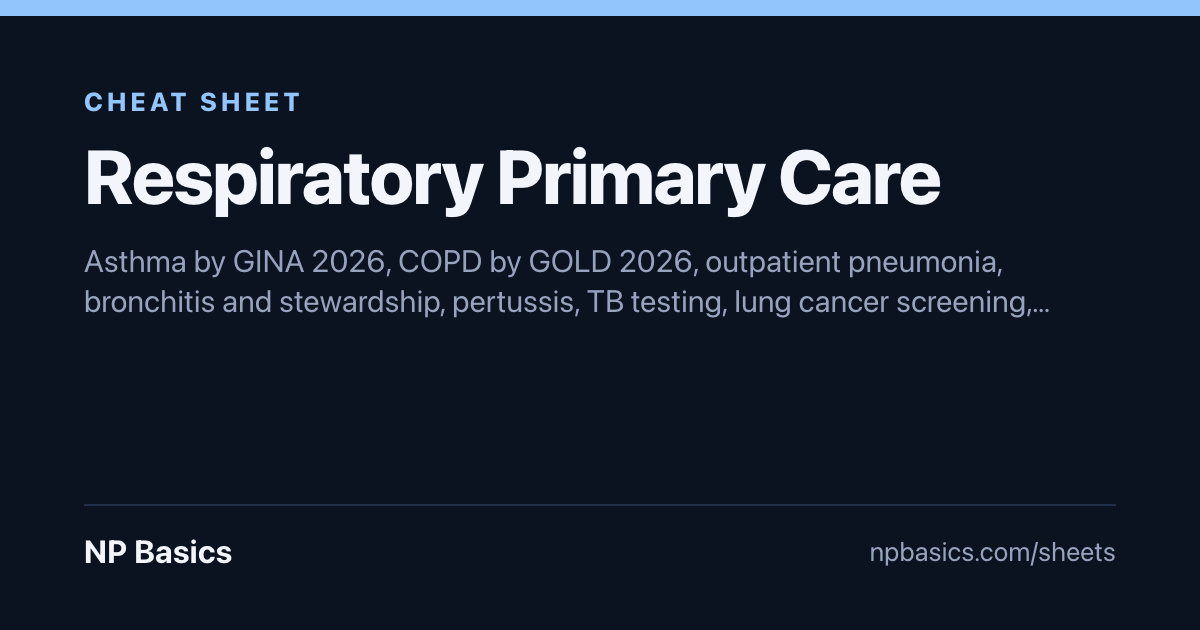 CHEAT SHEET
Respiratory Primary Care
Asthma by GINA 2026, COPD by GOLD 2026, outpatient pneumonia,
bronchitis and stewardship, pertussis, TB testing, lung cancer screening,...
NP Basics
npbasics.com/sheets